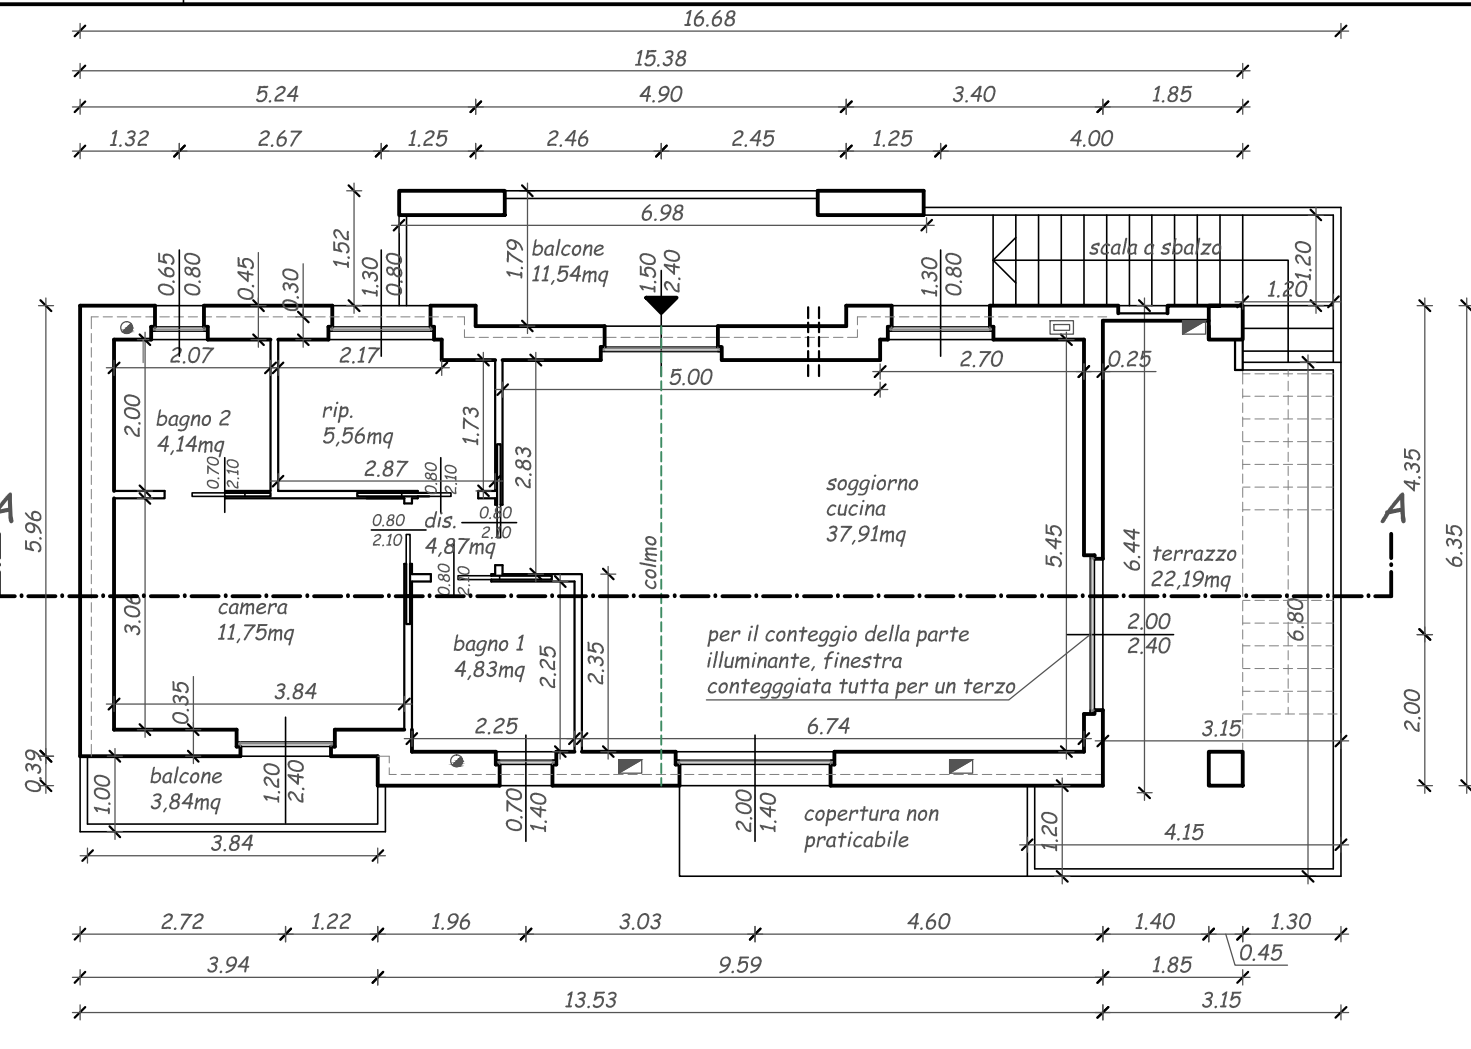 16.68
15.38
5.24 4.90 3.40 1.85
1.32 2.67 1.25 2.46 2.45 1.25 4.00
6.98
1.52
1.79
balcone
11,54mq
1.50
2.40
scala a sbalzo
1.20
1.20
0.65
0.80
0.45
0.30
1.30
0.80
1.30
0.80
2.07 2.17 5.00 2.70 0.25
2.00
bagno 2
4,14mq
rip.
5,56mq
1.73
2.83
2.87
0.70
2.10
0.80
2.10
soggiorno
cucina
37,91mq
A
A
5.96
0.80
2.10
dis.
4,87mq
0.80
2.10
0.80
2.10
colmo
5.45
6.44
terrazzo
22,19mq
4.35
6.35
3.06
camera
11,75mq
bagno 1
4,83mq
2.25
2.35
per il conteggio della parte
illuminante, finestra
contegggiata tutta per un terzo
2.00
2.40
6.80
2.00
0.35
3.84
2.25 6.74 3.15
0.39
1.00
balcone
3,84mq
1.20
2.40
0.70
1.40
2.00
1.40
copertura non
praticabile
1.20
4.15
3.84
2.72 1.22 1.96 3.03 4.60 1.40 1.30
0.45
3.94 9.59 1.85
13.53 3.15